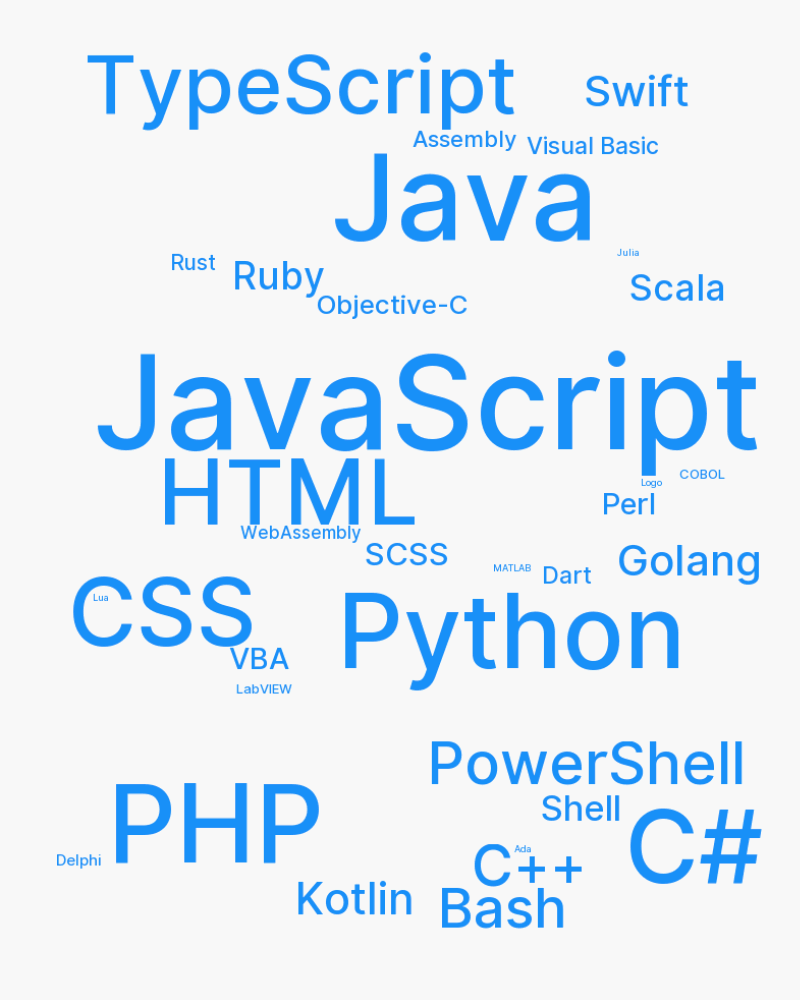 TypeScript
Swift
Assembly
Visual Basic
Java
Julia
Rust
Ruby
Scala
Objective-C
JavaScript
HTML
COBOL
Logo
Perl
WebAssembly
SCSS
Golang
MATLAB
Dart
CSS
Lua
Python
VBA
LabVIEW
PowerShell
Shell
PHP
C#
Ada
Delphi
C++
Kotlin
Bash